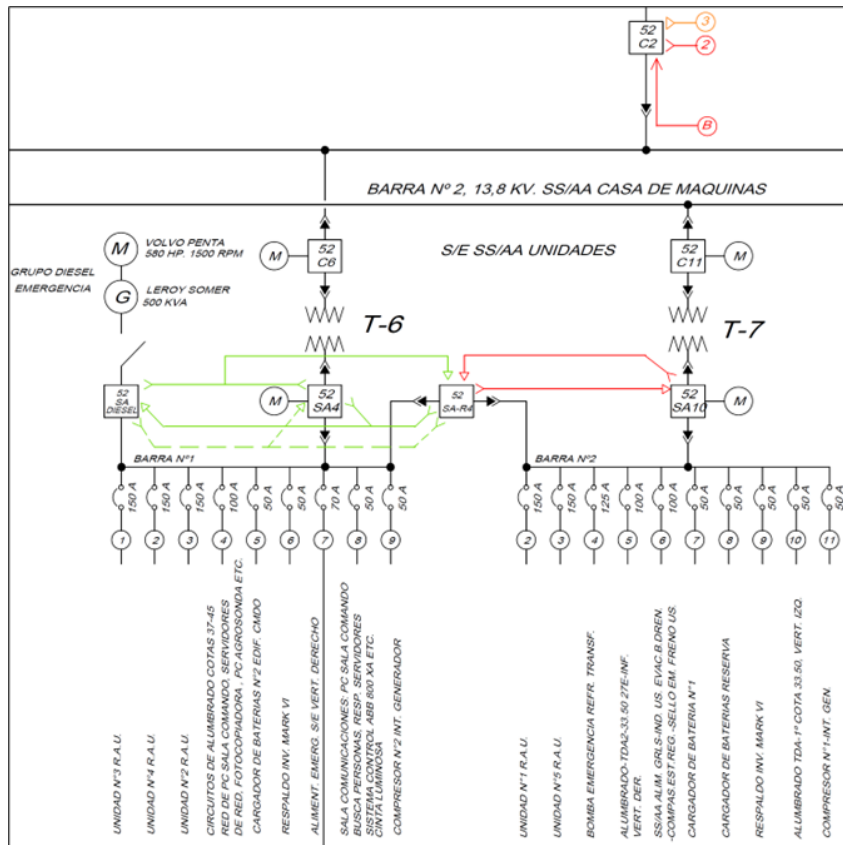 52
C2
3
2
B
BARRA Nº 2, 13,8 KV. SS/AA CASA DE MAQUINAS
M
VOLVO PENTA
580 HP. 1500 RPM
GRUPO DIESEL
EMERGENCIA
G
LEROY SOMER
500 KVA
M
52
C6
S/E SS/AA UNIDADES
52
C11
M
T-6
T-7
52
SA
DIESEL
M
52
SA4
52
SA-R4
52
SA10
M
BARRA Nº1
BARRA Nº2
150 A
150 A
150 A
100 A
50 A
50 A
70 A
50 A
50 A
150 A
150 A
125 A
100 A
100 A
50 A
50 A
50 A
50 A
50 A
1
2
3
4
5
6
7
8
9
2
3
4
5
6
7
8
9
10
11
UNIDAD N°3 R.A.U.
UNIDAD N°4 R.A.U.
UNIDAD N°2 R.A.U.
CIRCUITOS DE ALUMBRADO COTAS 37-45
RED DE PC SALA COMANDO, SERVIDORES
DE RED, FOTOCOPIADORA , PC AGROSONDA ETC.
CARGADOR DE BATERIAS N°2 EDIF. CMDO
RESPALDO INV. MARK VI
ALIMENT. EMERG. S/E VERT. DERECHO
SALA COMUNICACIONES: PC SALA COMANDO
BUSCA PERSONAS, RESP. SERVIDORES
SISTEMA CONTROL ABB 800 XA ETC.
CINTA LUMINOSA
COMPRESOR N°2 INT. GENERADOR
UNIDAD N°1 R.A.U.
UNIDAD N°5 R.A.U.
BOMBA EMERGENCIA REFR. TRANSF.
ALUMBRADO-TDA2-33.50 27E-INF.
VERT. DER.
SS/AA ALIM. GRLS-IND. US. EVAC.B.DREN.
-COMPAS.EST.REG.-SELLO EM. FRENO US.
CARGADOR DE BATERIA N°1
CARGADOR DE BATERIAS RESERVA
RESPALDO INV. MARK VI
ALUMBRADO TDA-1ª COTA 33.50, VERT. IZQ.
COMPRESOR N°1-INT. GEN.